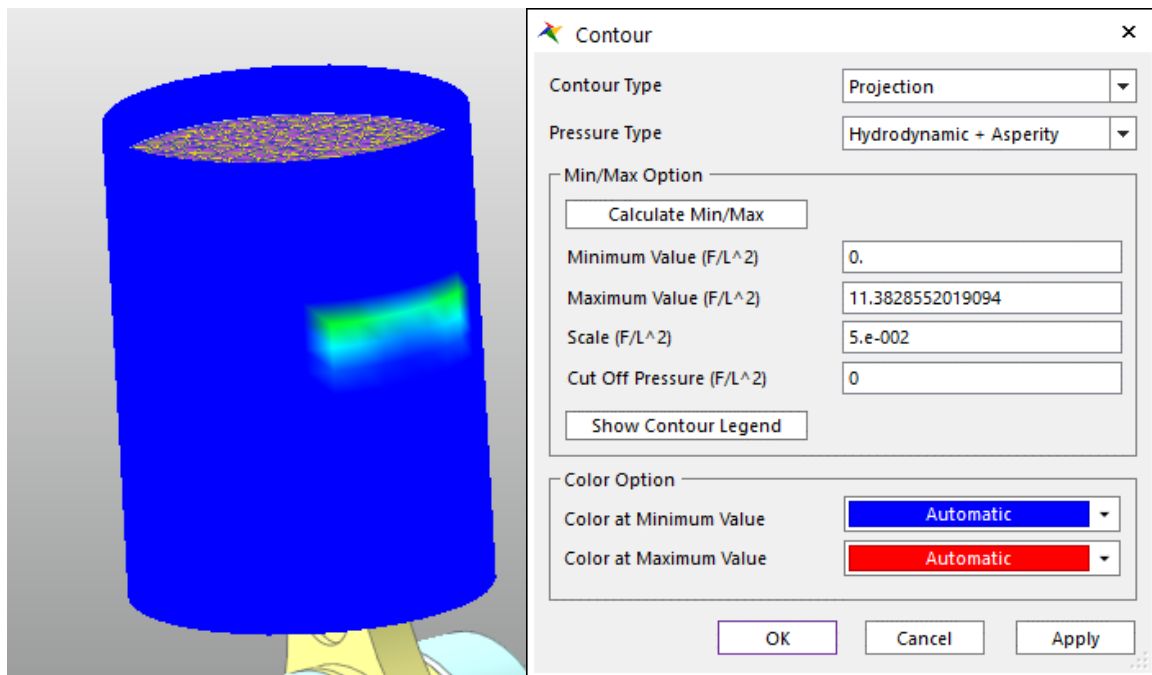 Contour
Contour Type
Projection
Pressure Type
Hydrodynamic + Asperity
Min/Max Option
Calculate Min/Max
Minimum Value (F/L^2)
0.
Maximum Value (F/L^2)
11.3828552019094
Scale (F/L^2)
5.e-002
Cut Off Pressure (F/L^2)
0
Show Contour Legend
Color Option
Color at Minimum Value
Automatic
Color at Maximum Value
Automatic
OK
Cancel
Apply